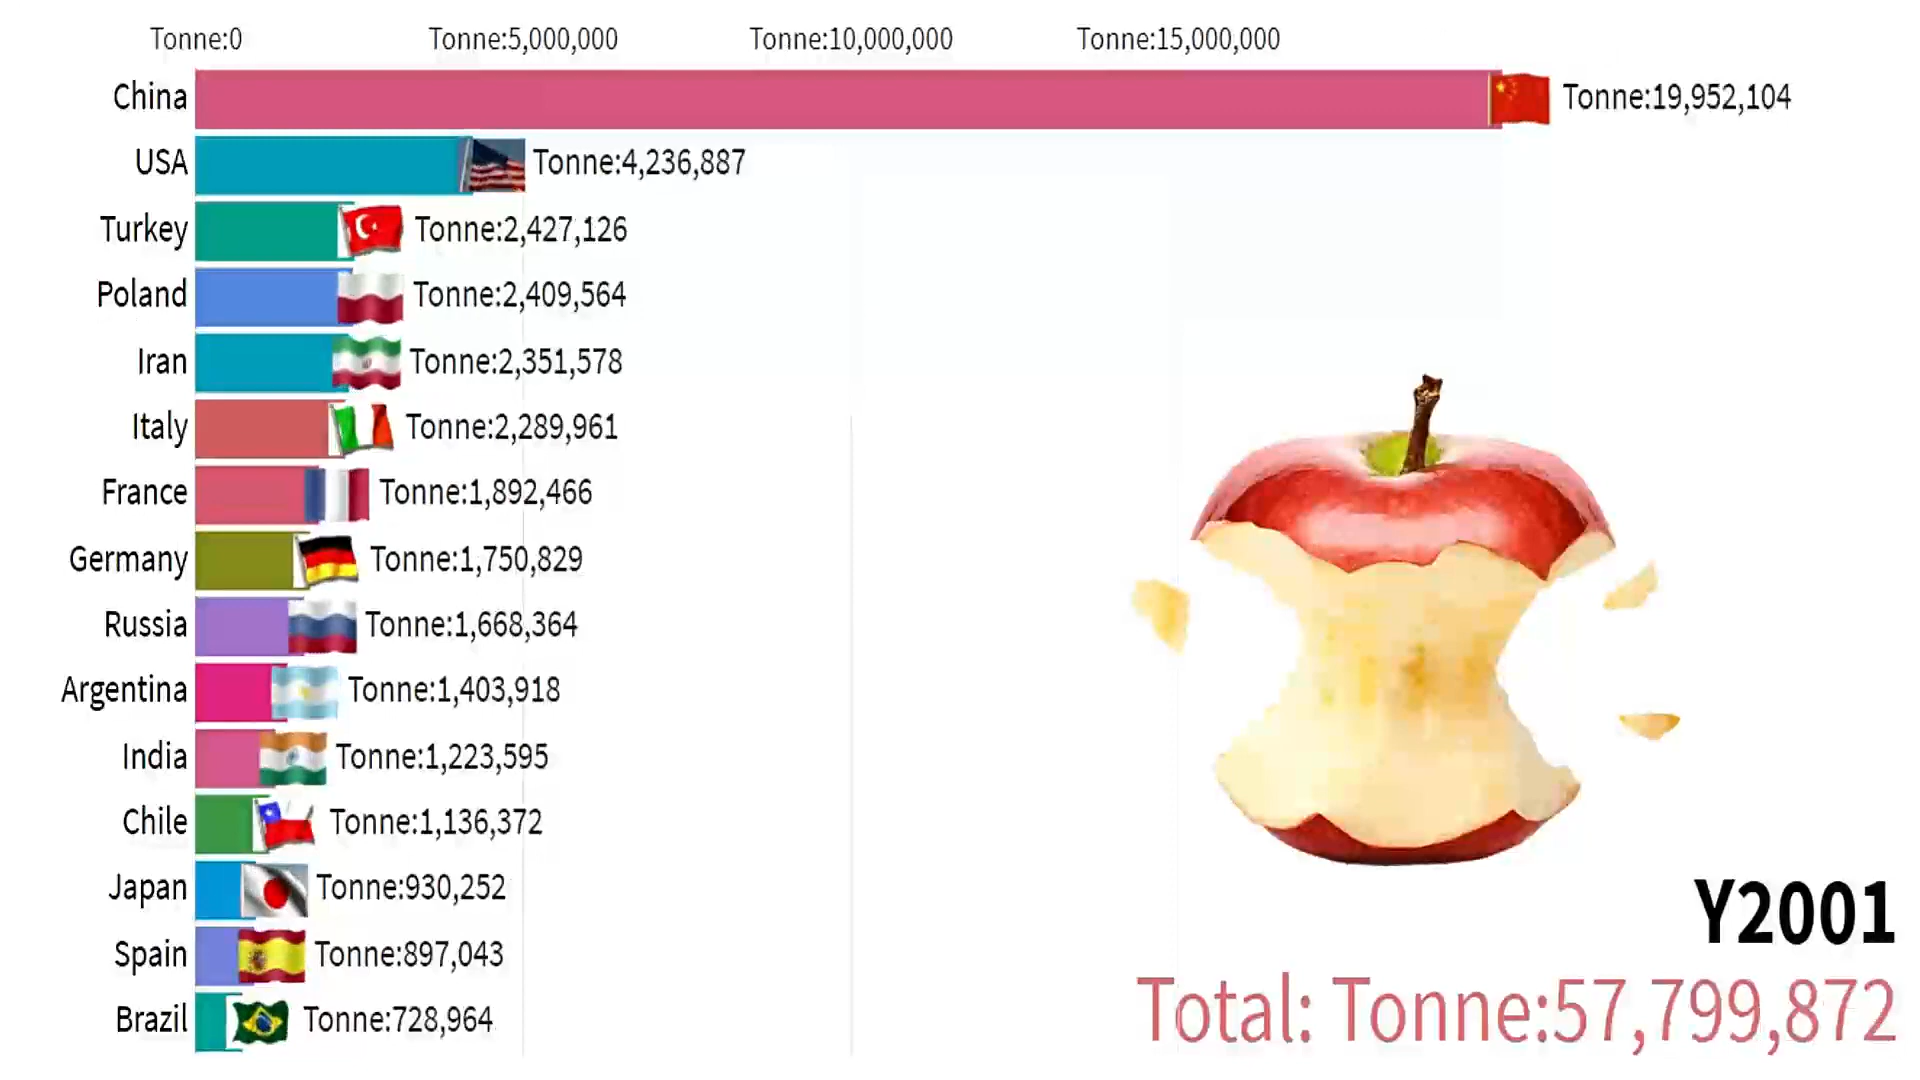 Tonne:0 Tonne:5,000,000 Tonne:10,000,000 Tonne:15,000,000
China Tonne:19,952,104
USA Tonne:4,236,887
Turkey Tonne:2,427,126
Poland Tonne:2,409,564
Iran Tonne:2,351,578
Italy Tonne:2,289,961
France Tonne:1,892,466
Germany Tonne:1,750,829
Russia Tonne:1,668,364
Argentina Tonne:1,403,918
India Tonne:1,223,595
Chile Tonne:1,136,372
Japan Tonne:930,252
Spain Tonne:897,043
Brazil Tonne:728,964
Y2001
Total: Tonne:57,799,872